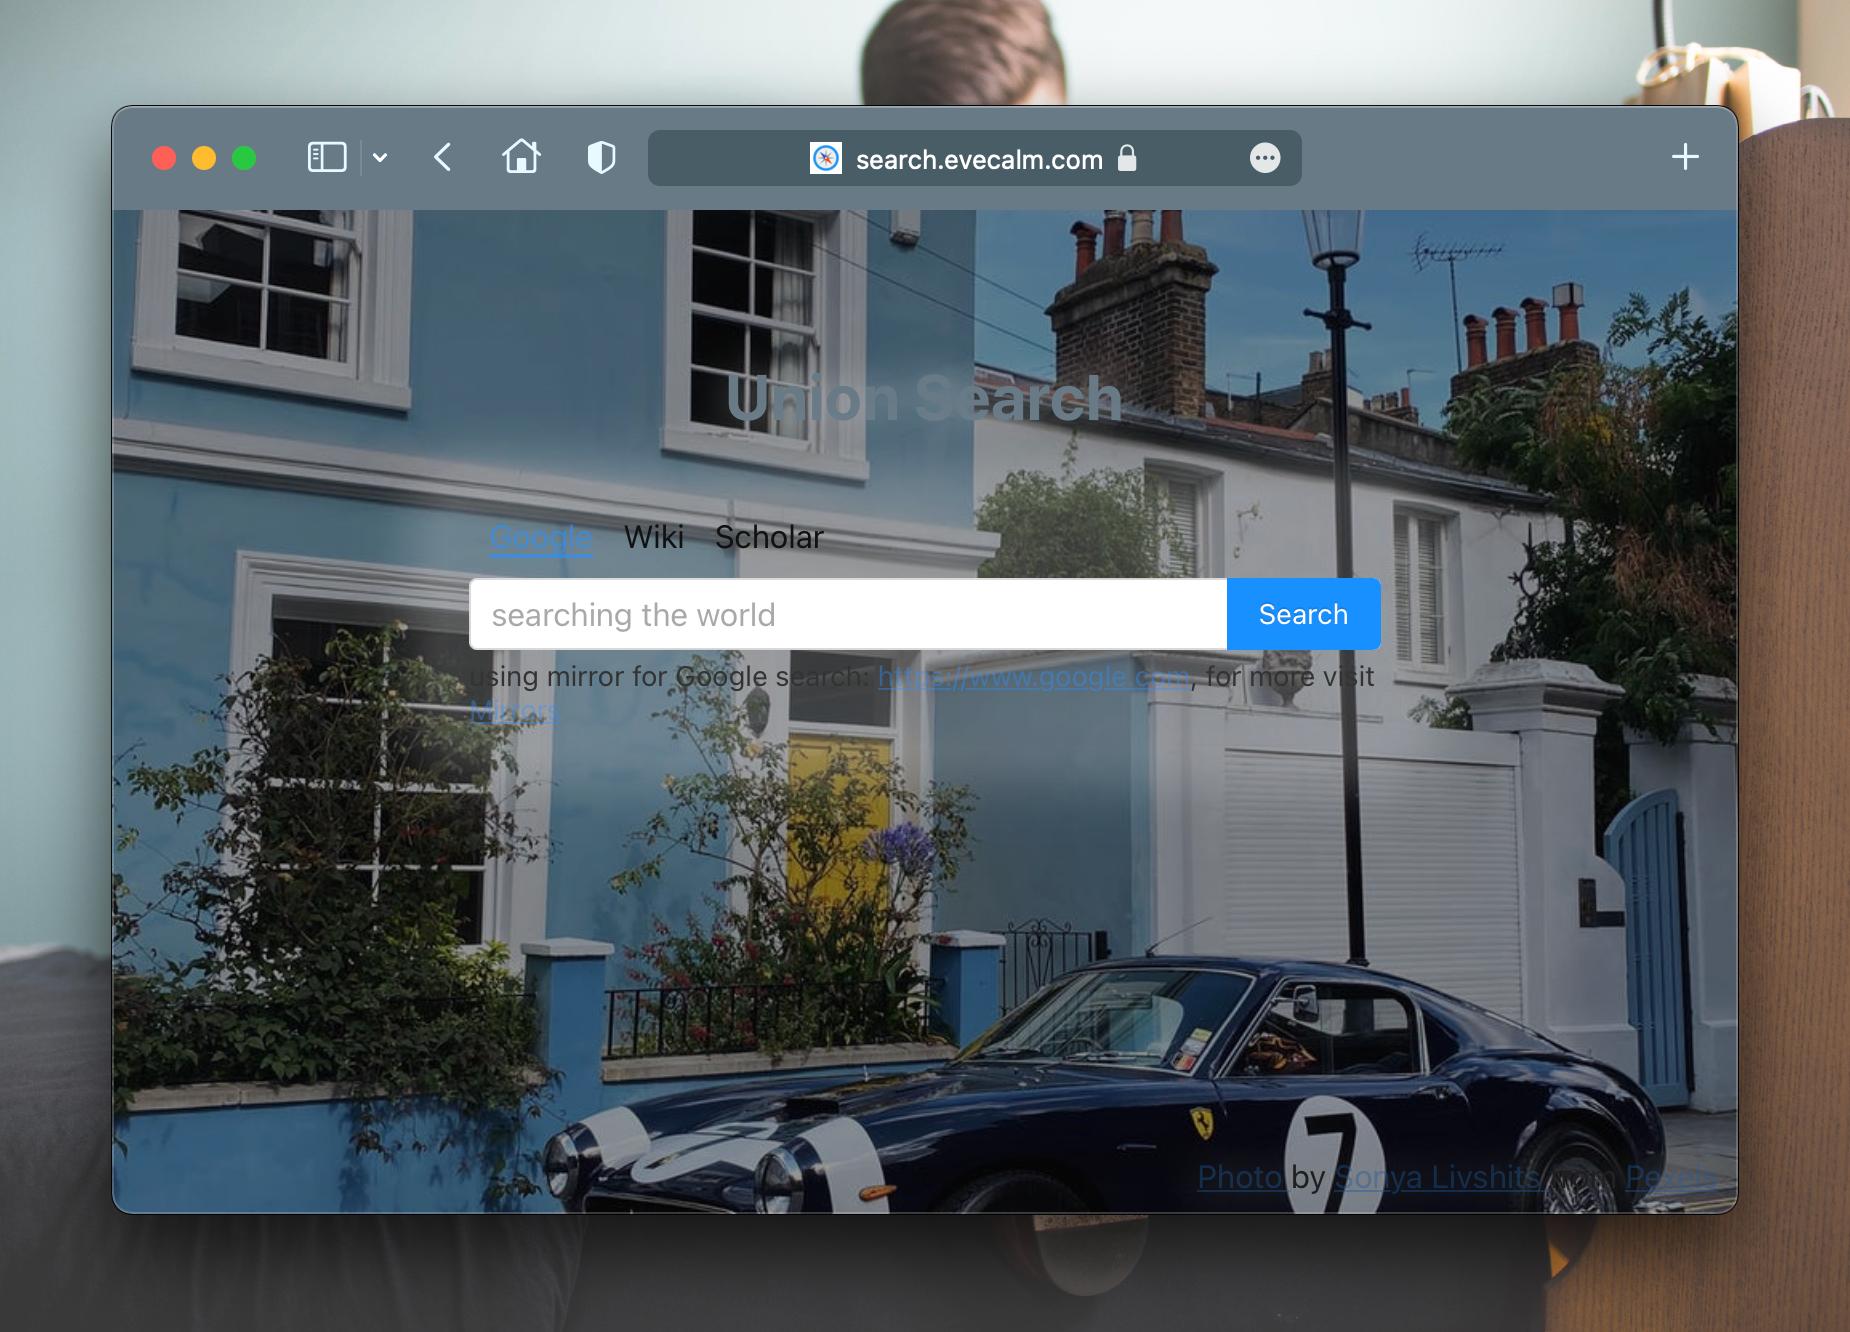 search.evecalm.com
Union Search
Google Wiki Scholar
searching the world
Search
using mirror for Google search: https://www.google.com, for more visit
Mirrors
7
Photo by Sonya Livshits from Pexels